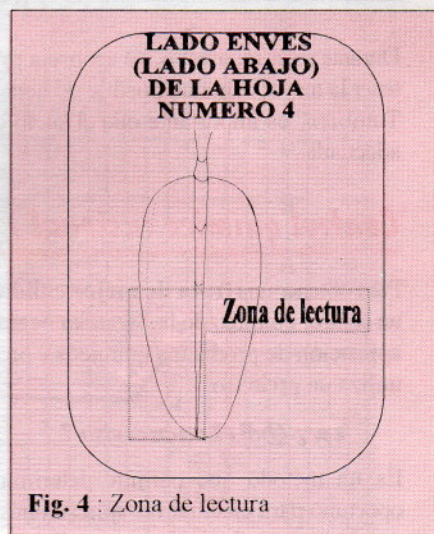 LADO ENVES
(LADO ABAJO)
DE LA HOJA
NUMERO 4
Zona de lectura
Fig. 4 : Zona de lectura